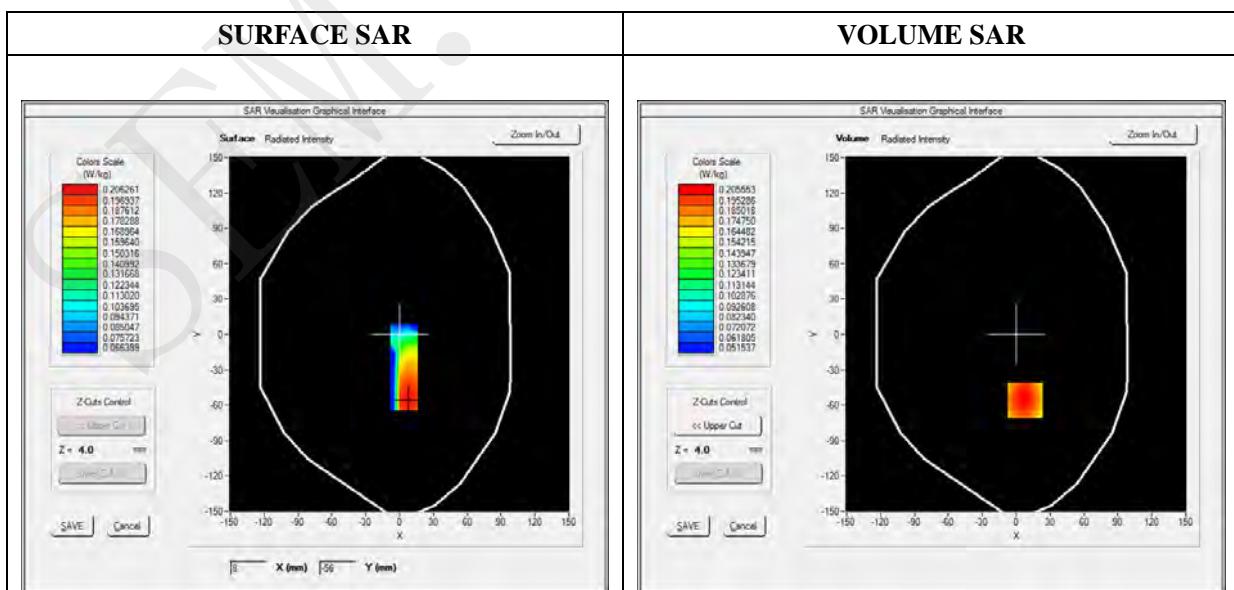 SURFACE SAR
VOLUME SAR
SAR Visualisation Graphical Interface
Surface Radiated Intensity
Zoom In/Out
Colors Scale
(W/kg)
0.206261
0.196937
0.187612
0.178288
0.168964
0.159640
0.150316
0.140992
0.131668
0.122344
0.113020
0.103695
0.094371
0.085047
0.075723
0.066399
150
120
90
60
30
0
-30
-60
-90
-120
-150
Y
-150 -120 -90 -60 -30 0 30 60 90 120 150
X
Z-Cuts Control
<< Upper Cut
Z = 4.0 mm
SAVE Cancel
8 X (mm) -56 Y (mm)
SAR Visualisation Graphical Interface
Volume Radiated Intensity
Zoom In/Out
Colors Scale
(W/kg)
0.205553
0.195286
0.185018
0.174750
0.164482
0.154215
0.143947
0.133679
0.123411
0.113144
0.102876
0.092608
0.082340
0.072072
0.061805
0.051537
150
120
90
60
30
0
-30
-60
-90
-120
-150
Y
-150 -120 -90 -60 -30 0 30 60 90 120 150
X
Z-Cuts Control
<< Upper Cut
Z = 4.0 mm
SAVE Cancel
SEM.